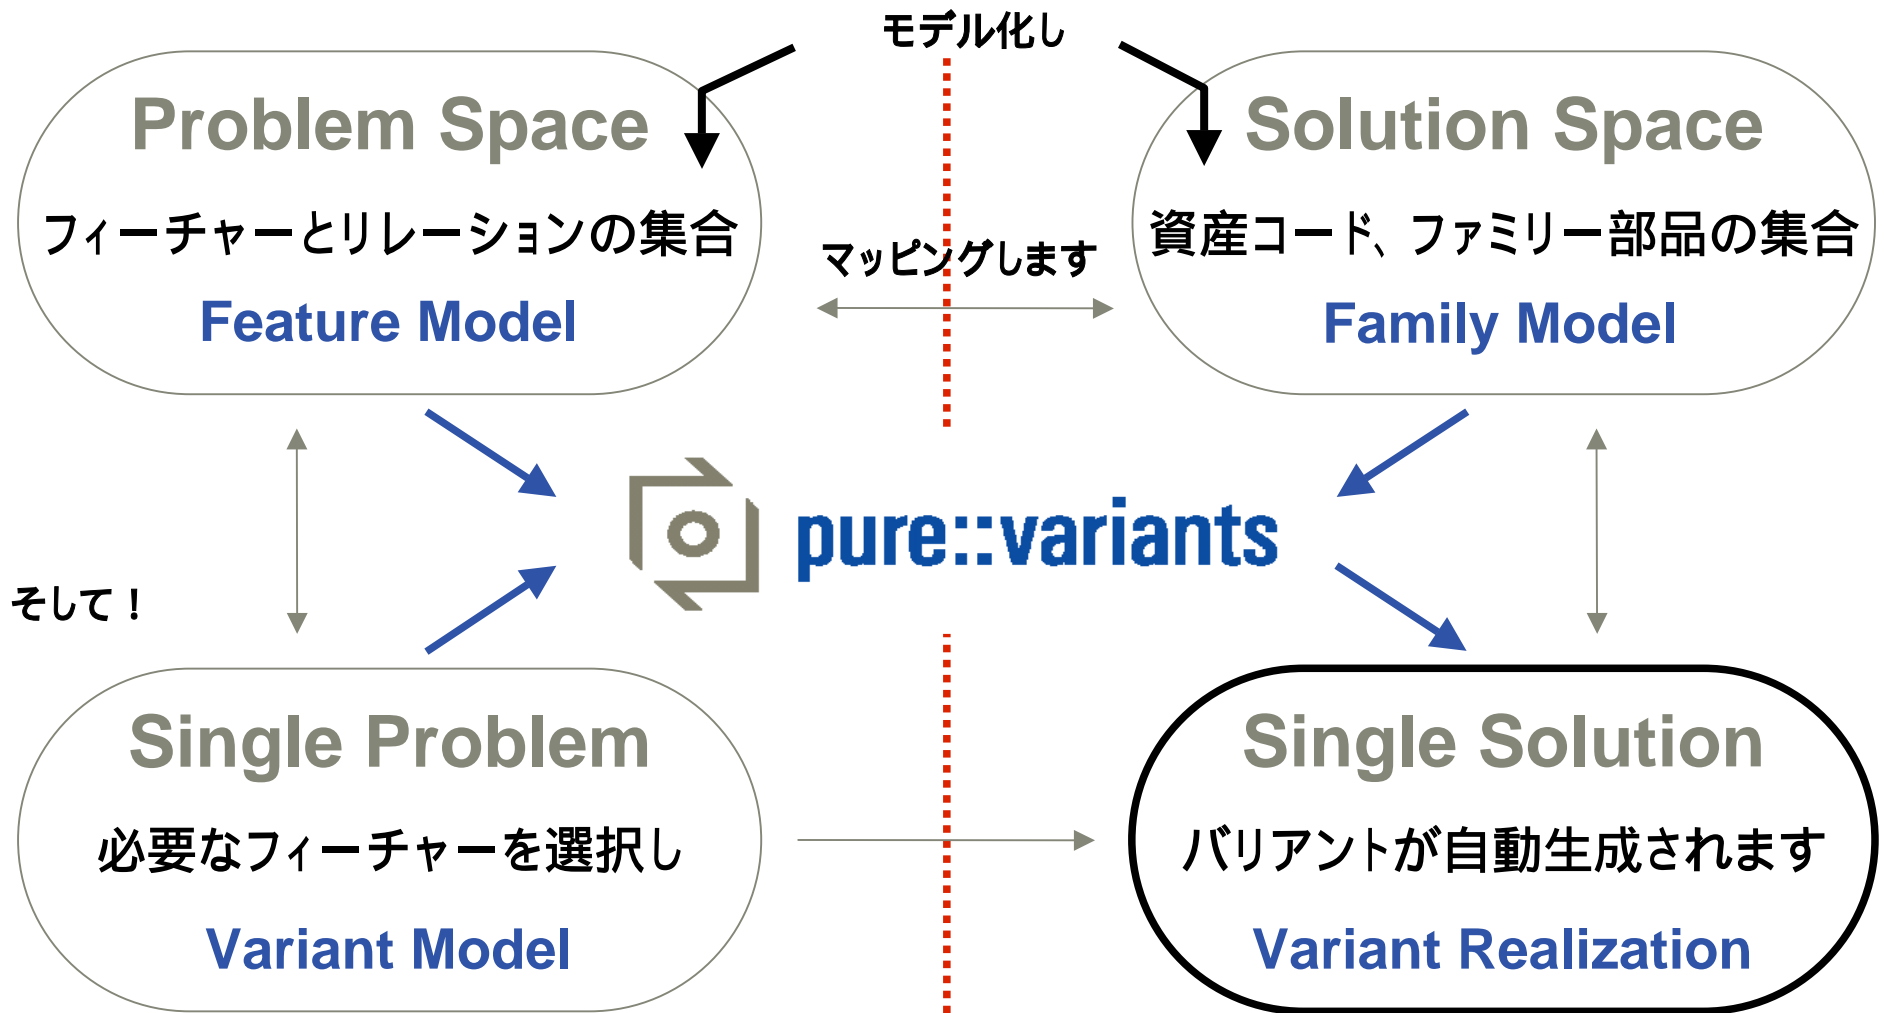 モデル化し
Problem Space
フィーチャーとリレーションの集合
Feature Model
マッピングします
Solution Space
資産コード、ファミリー部品の集合
Family Model
pure::variants
そして！
Single Problem
必要なフィーチャーを選択し
Variant Model
Single Solution
バリアントが自動生成されます
Variant Realization